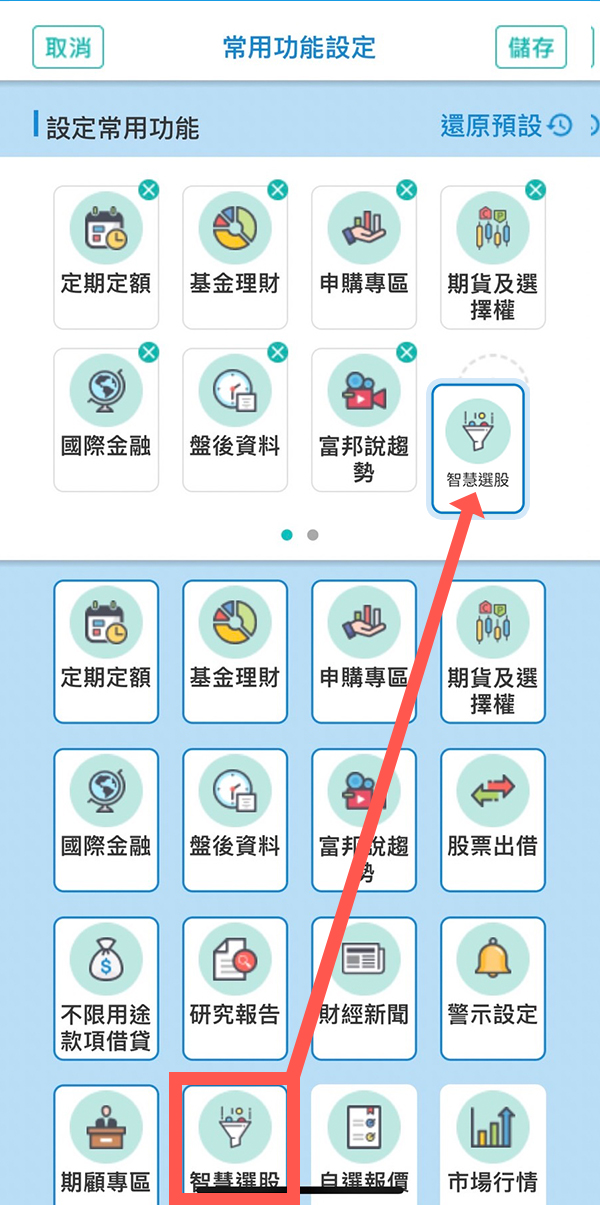 取消
常用功能設定
儲存
設定常用功能
還原預設
定期定額
基金理財
申購專區
期貨及選
擇權
國際金融
盤後資料
富邦說趨
勢
智慧選股
定期定額
基金理財
申購專區
期貨及選
擇權
國際金融
盤後資料
富邦說趨
勢
股票出借
不限用途
款項借貸
研究報告
財經新聞
警示設定
期顧專區
智慧選股
自選報價
市場行情